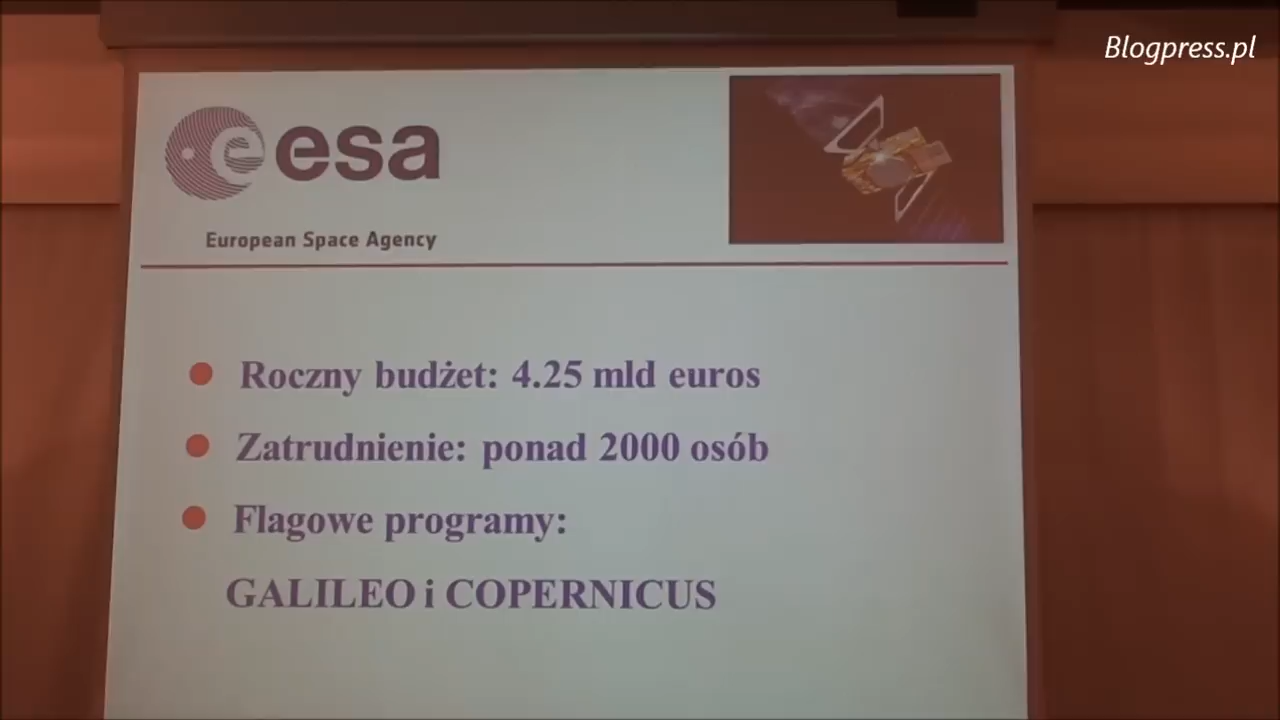 Blogpress.pl
esa
European Space Agency
Roczny budżet: 4.25 mld euros
Zatrudnienie: ponad 2000 osób
Flagowe programy:
GALILEO i COPERNICUS